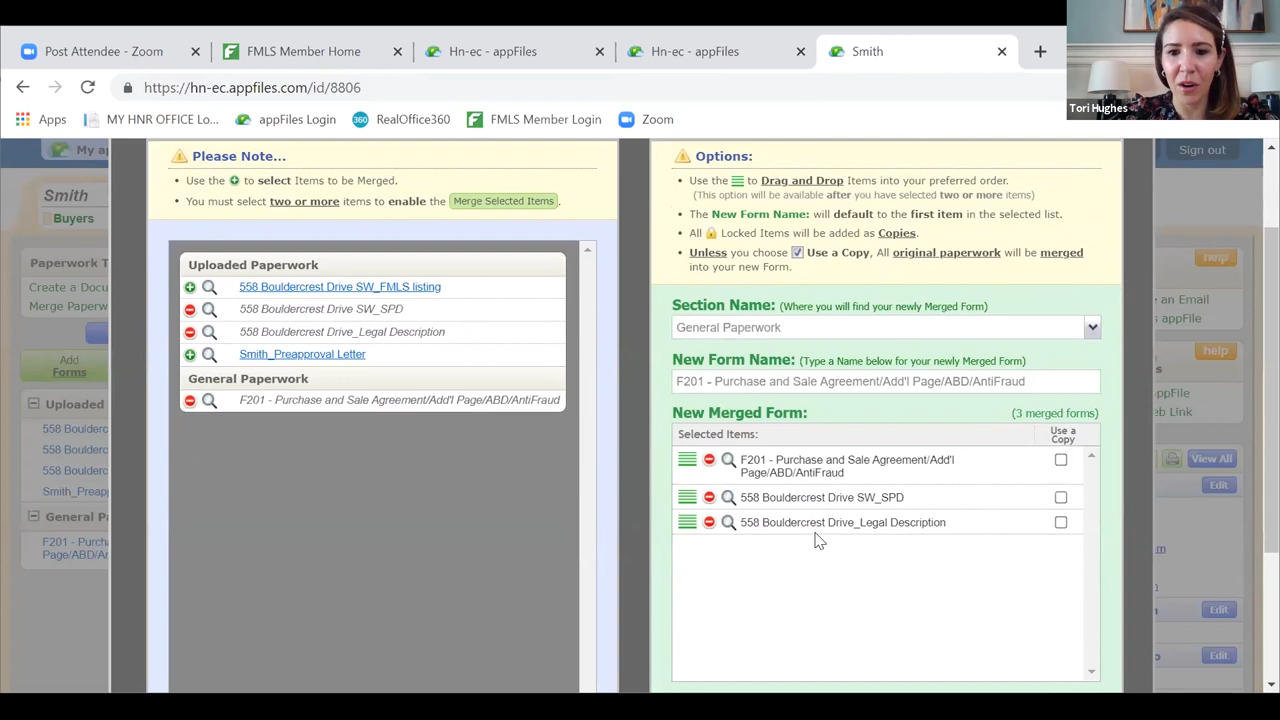 Post Attendee - Zoom
FMLS Member Home
Hn-ec - appFiles
Hn-ec - appFiles
Smith
https://hn-ec.appfiles.com/id/8806
Apps
MY HNR OFFICE Lo...
appFiles Login
360
RealOffice360
FMLS Member Login
Zoom
Tori Hughes
My ap
Sign out
Smith
Buyers
Paperwork T
Create a Docu
Merge Paperw
Add
Forms
Uploaded
558 Bouldercr
558 Bouldercr
558 Bouldercr
Smith_Preapp
General P
F201 - Purcha
Page/ABD/An
Please Note...
Use the to select Items to be Merged.
You must select two or more items to enable the Merge Selected Items .
Uploaded Paperwork
558 Bouldercrest Drive SW_FMLS listing
558 Bouldercrest Drive SW_SPD
558 Bouldercrest Drive_Legal Description
Smith_Preapproval Letter
General Paperwork
F201 - Purchase and Sale Agreement/Add'l Page/ABD/AntiFraud
Options:
Use the to Drag and Drop Items into your preferred order.
(This option will be available after you have selected two or more items)
The New Form Name: will default to the first item in the selected list.
All Locked Items will be added as Copies.
Unless you choose Use a Copy, All original paperwork will be merged
into your new Form.
Section Name: (Where you will find your newly Merged Form)
General Paperwork
New Form Name: (Type a Name below for your newly Merged Form)
F201 - Purchase and Sale Agreement/Add'l Page/ABD/AntiFraud
New Merged Form: (3 merged forms)
Selected Items:
Use a
Copy
F201 - Purchase and Sale Agreement/Add'l
Page/ABD/AntiFraud
558 Bouldercrest Drive SW_SPD
558 Bouldercrest Drive_Legal Description
help
e an Email
appFile
help
s
ppFile
eb Link
View All
Edit
m
Edit
Edit